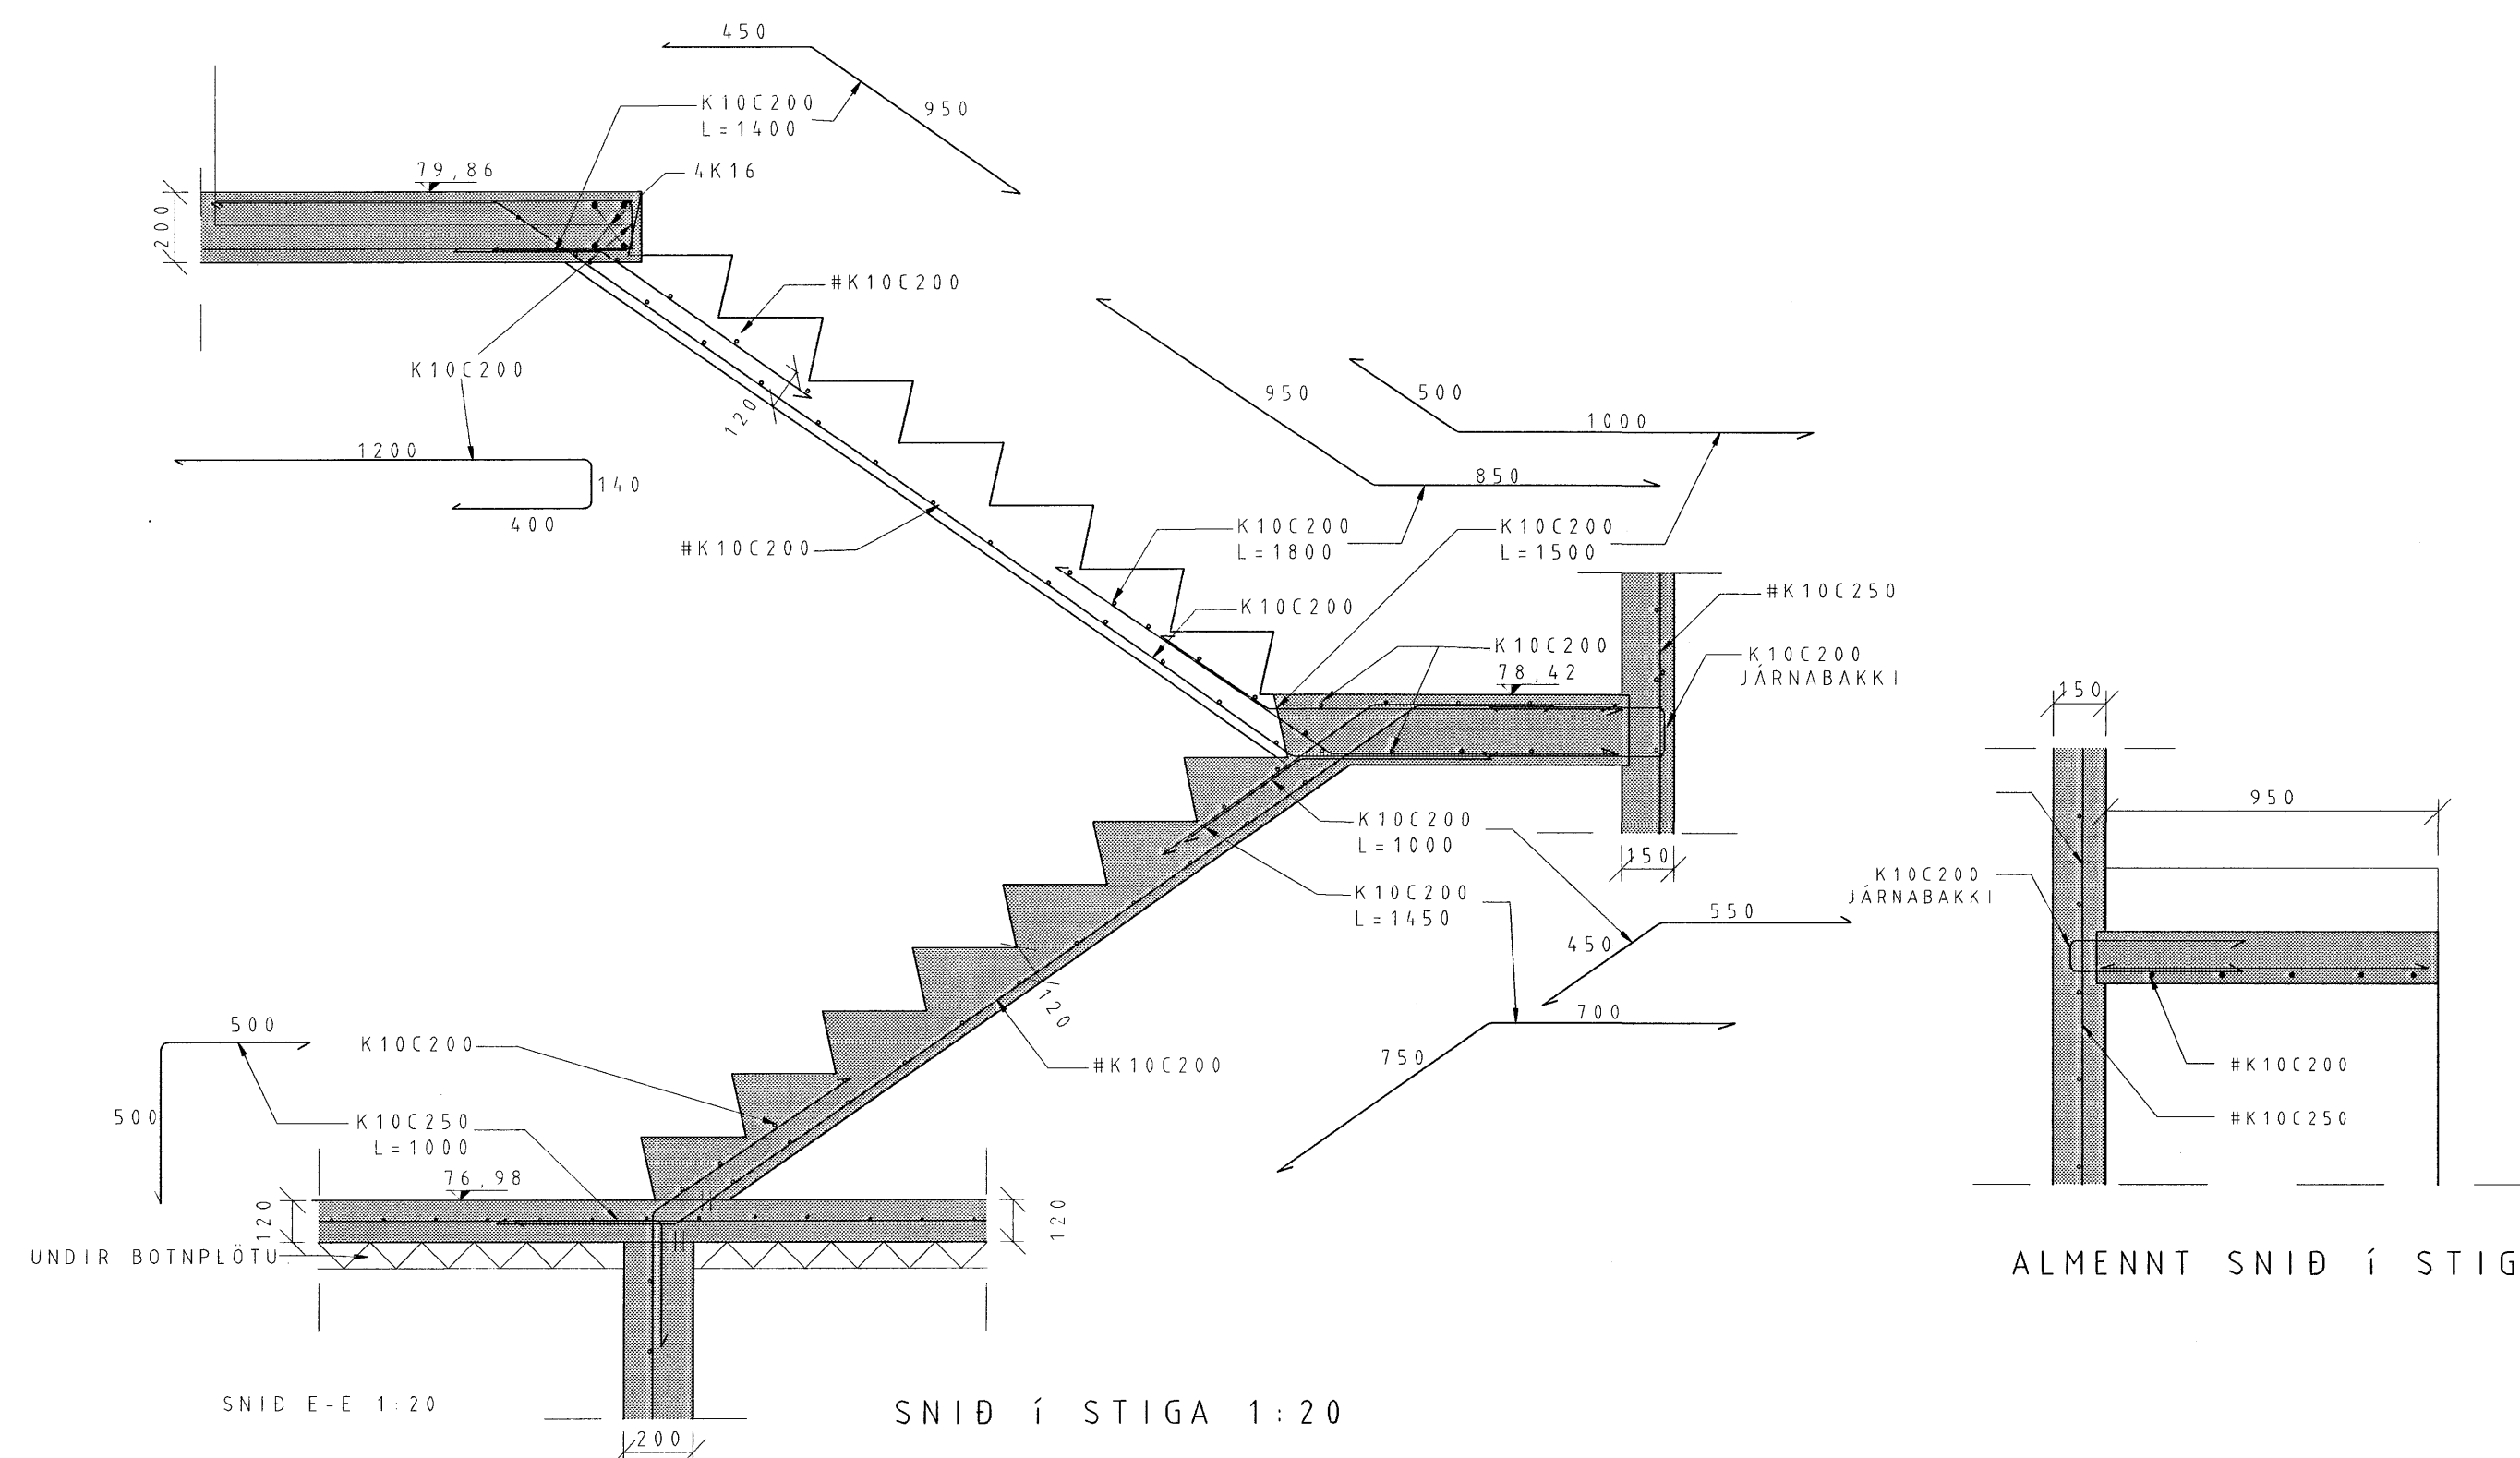 450
K10C200
L=1400
950
79,86
4K16
200
#K10C200
K10C200
120
1200
140
400
#K10C200
950
500
1000
850
K10C200
L=1800
K10C200
L=1500
#K10C250
K10C200
K10C200
78,42
K10C200
JÁRNABAKKI
150
950
K10C200
L=1000
150
K10C200
L=1450
K10C200
JÁRNABAKKI
550
450
120
700
750
500
K10C200
#K10C200
500
K10C250
L=1000
76,98
120
120
UNDIR BOTNPLÖTU
#K10C200
#K10C250
ALMENNT SNIÐ í STIG
SNIÐ E-E 1:20
SNIÐ í STIGA 1:20
200